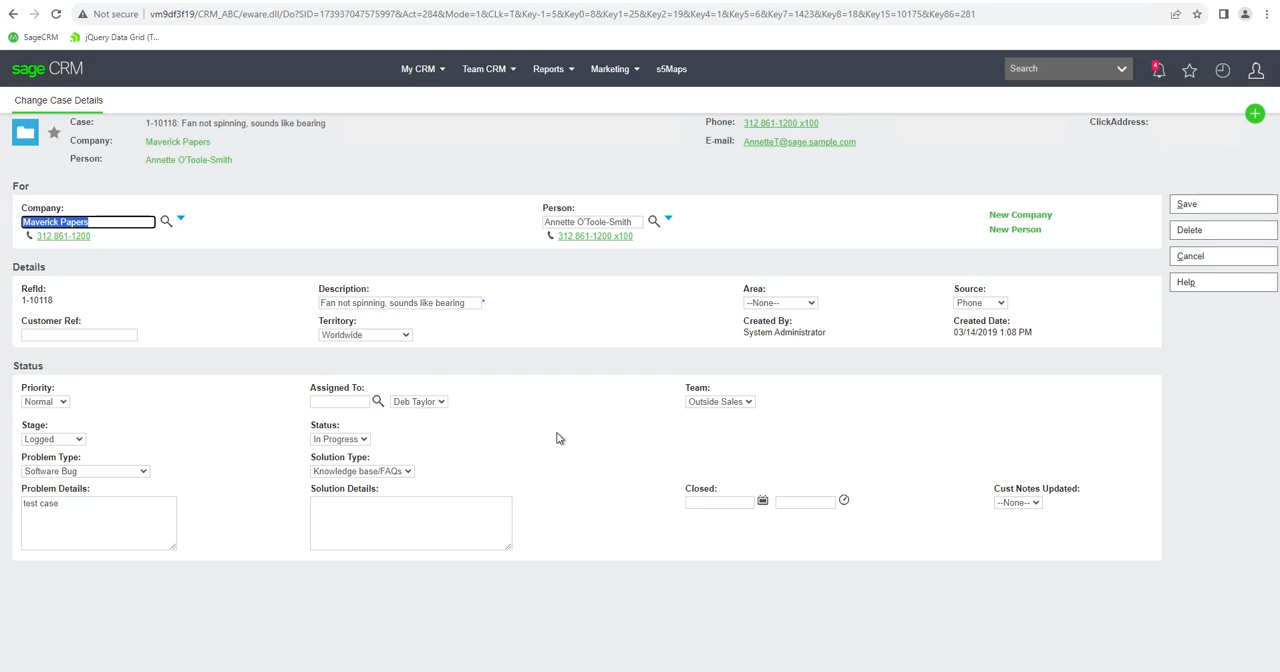 Not secure | vm9df3f19/CRM_ABC/eware.dll/Do?SID=173937047575997&Act=284&Mode=1&CLk=T&Key-1=5&Key0=8&Key1=25&Key2=19&Key4=1&Key5=6&Key7=1423&Key8=18&Key15=10175&Key86=281
SageCRM jQuery Data Grid (T...
sage CRM My CRM Team CRM Reports Marketing s5Maps Search 4
Change Case Details
Case: 1-10118: Fan not spinning, sounds like bearing Phone: 312 861-1200 x100 ClickAddress:
Company: Maverick Papers E-mail: AnnetteT@sage.sample.com
Person: Annette O'Toole-Smith
For
Company: Person:
Maverick Papers Annette O'Toole-Smith New Company
312 861-1200 312 861-1200 x100 New Person
Save
Delete
Cancel
Help
Details
RefId: Description: Area: Source:
1-10118 Fan not spinning, sounds like bearing * --None-- Phone
Customer Ref: Territory: Created By: Created Date:
Worldwide System Administrator 03/14/2019 1:08 PM
Status
Priority: Assigned To: Team:
Normal Deb Taylor Outside Sales
Stage: Status:
Logged In Progress
Problem Type: Solution Type:
Software Bug Knowledge base/FAQs
Problem Details: Solution Details: Closed: Cust Notes Updated:
test case --None--